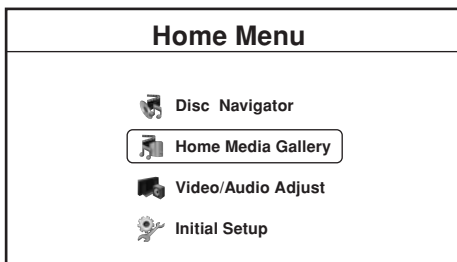 Home Menu
Disc Navigator
Home Media Gallery
Video/Audio Adjust
Initial Setup